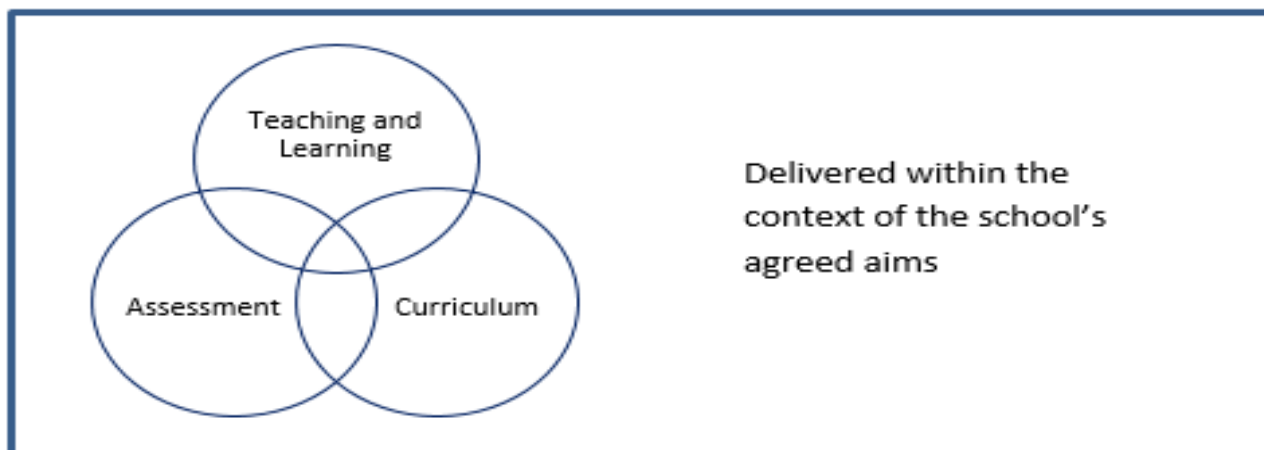 Teaching and
Learning
Assessment
Curriculum
Delivered within the
context of the school’s
agreed aims